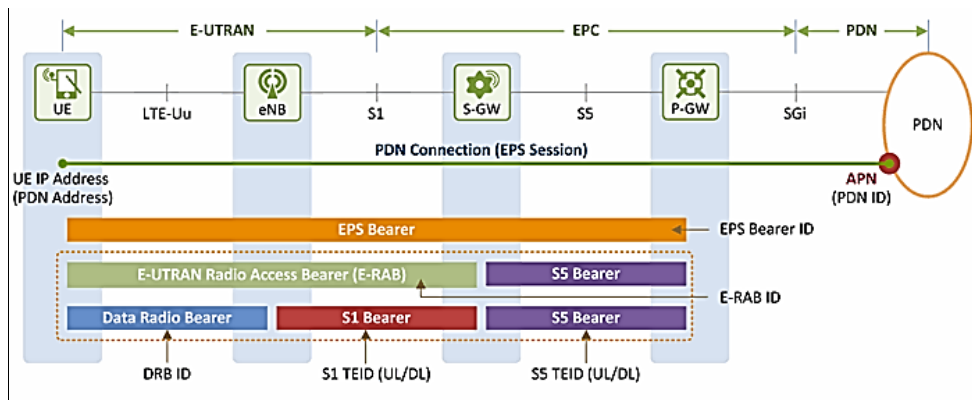 E-UTRAN
EPC
PDN
UE
LTE-Uu
eNB
S1
S-GW
S5
P-GW
SGi
PDN
PDN Connection (EPS Session)
UE IP Address
(PDN Address)
APN
(PDN ID)
EPS Bearer
EPS Bearer ID
E-UTRAN Radio Access Bearer (E-RAB)
S5 Bearer
E-RAB ID
Data Radio Bearer
S1 Bearer
S5 Bearer
DRB ID
S1 TEID (UL/DL)
S5 TEID (UL/DL)